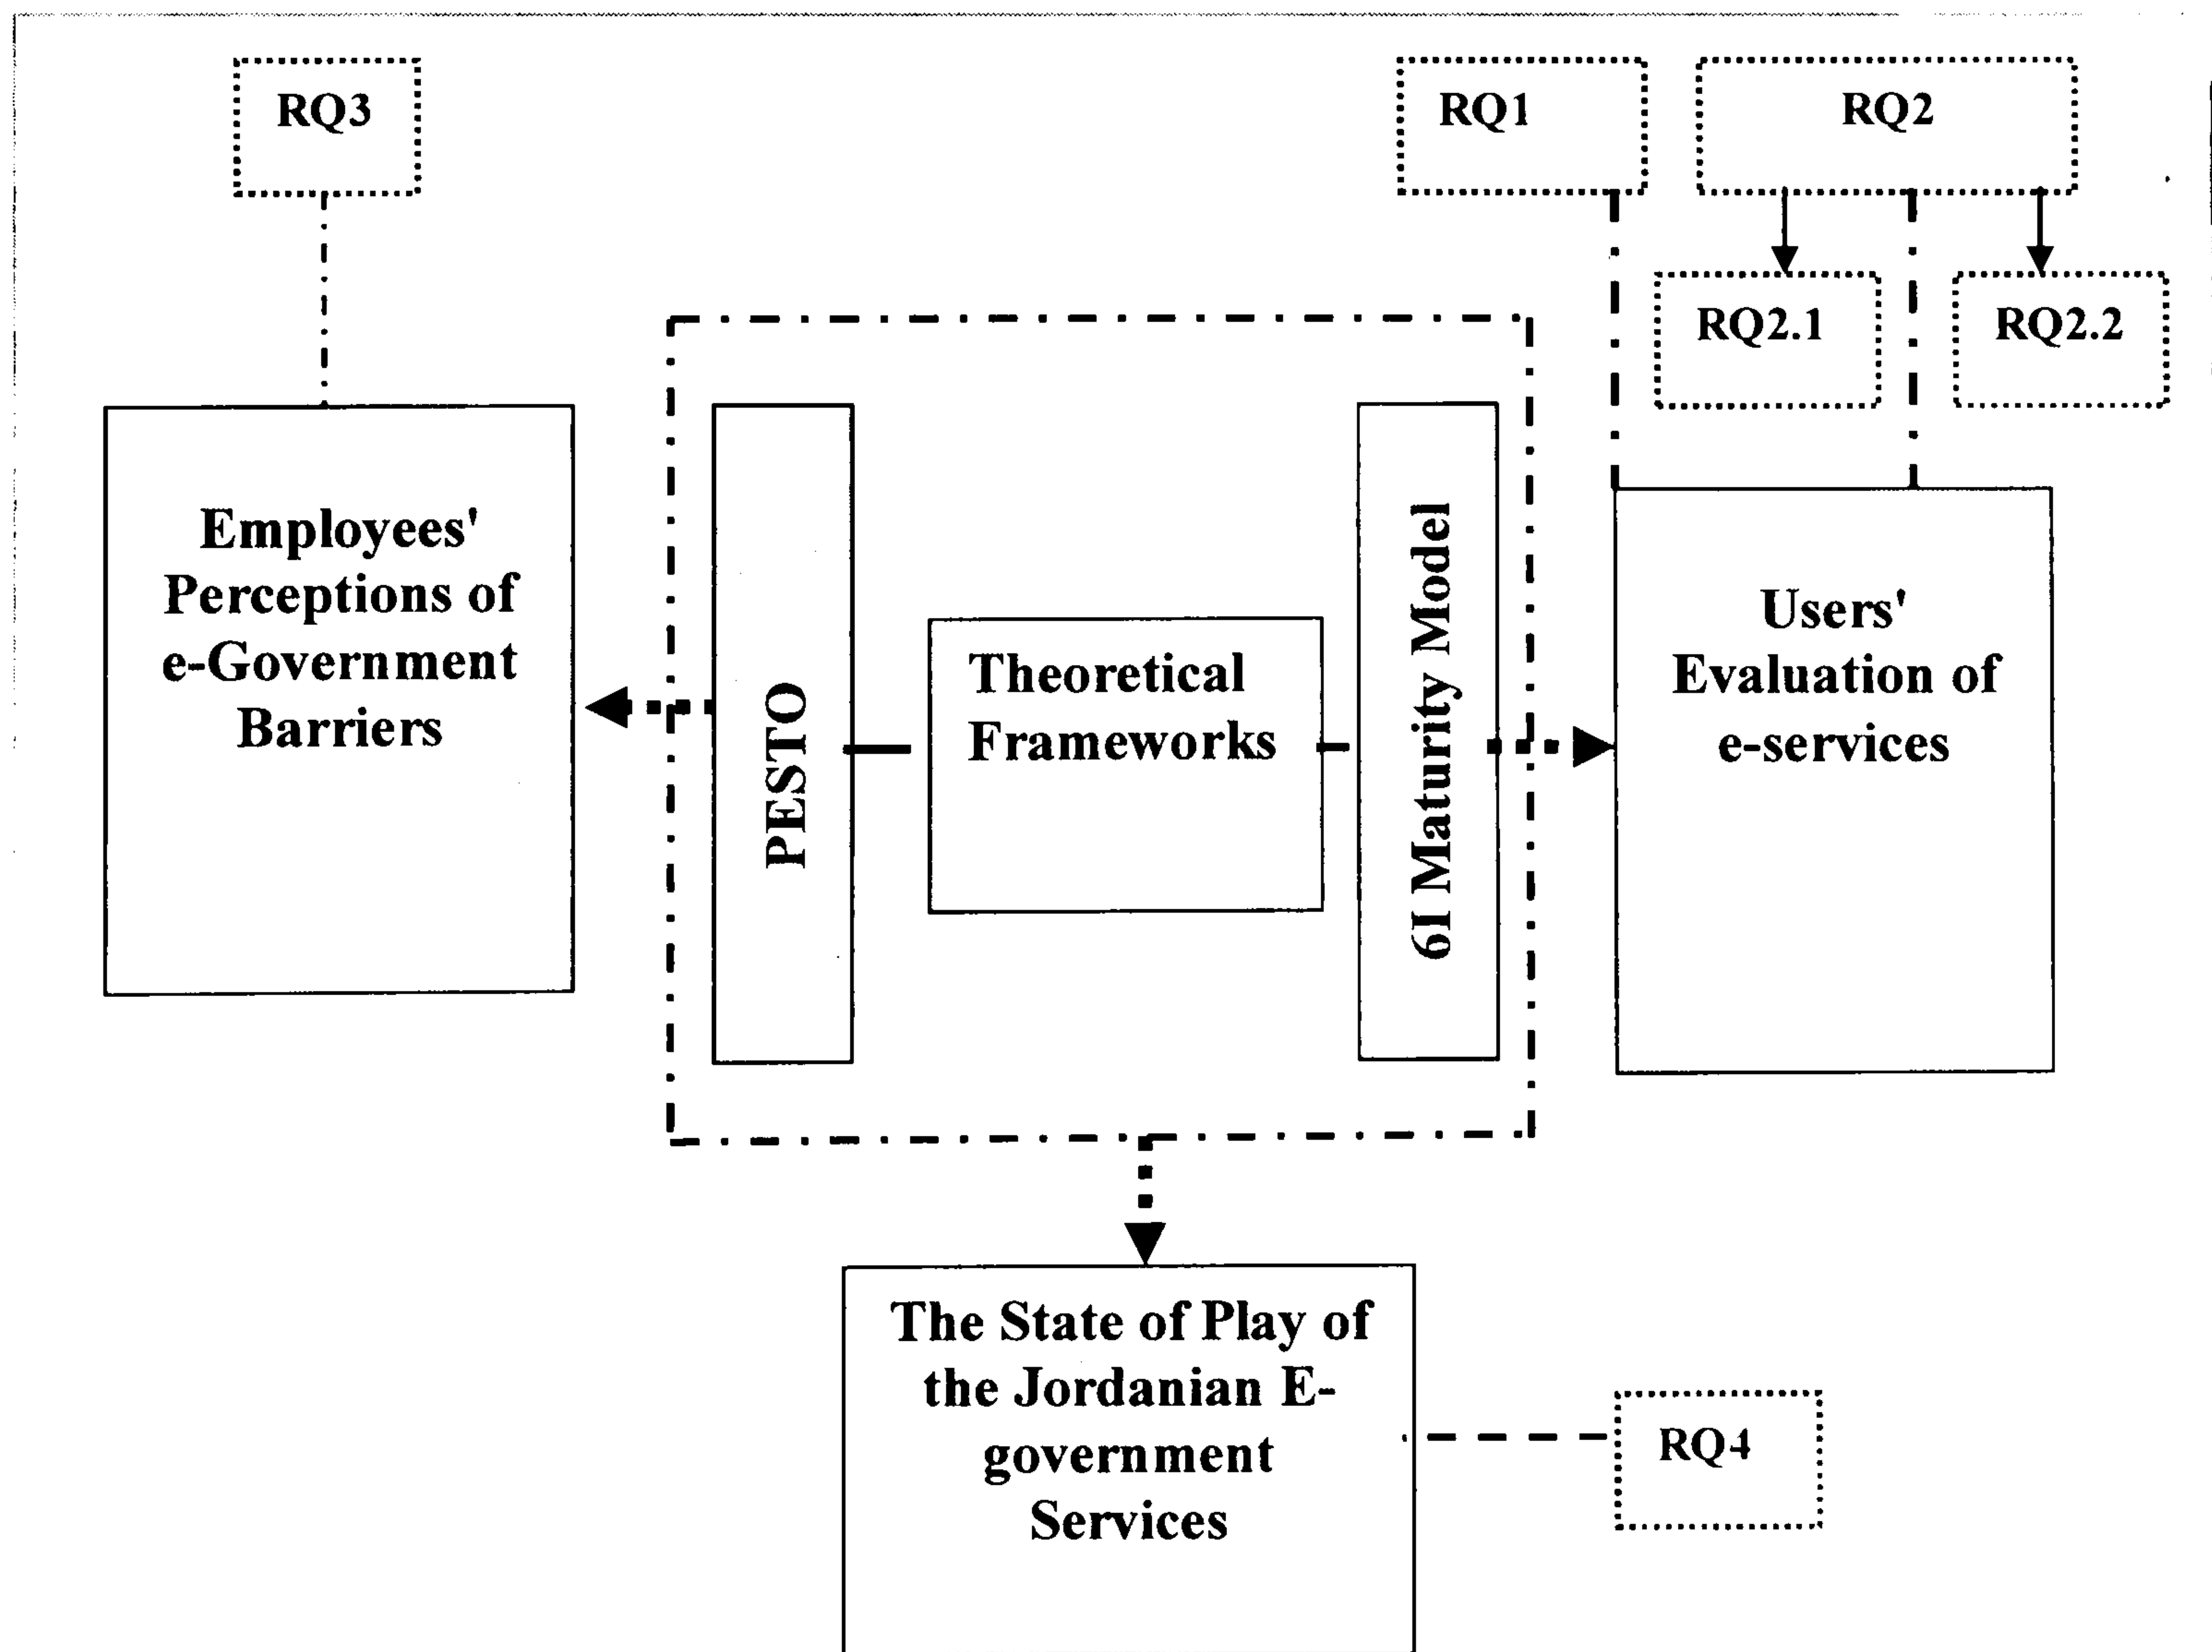 RQ3
RQ1
RQ2
RQ2.1
RQ2.2
Employees'
Perceptions of
e-Government
Barriers
PESTO
Theoretical
Frameworks
6I Maturity Model
Users'
Evaluation of
e-services
The State of Play of
the Jordanian E-
government
Services
RQ4